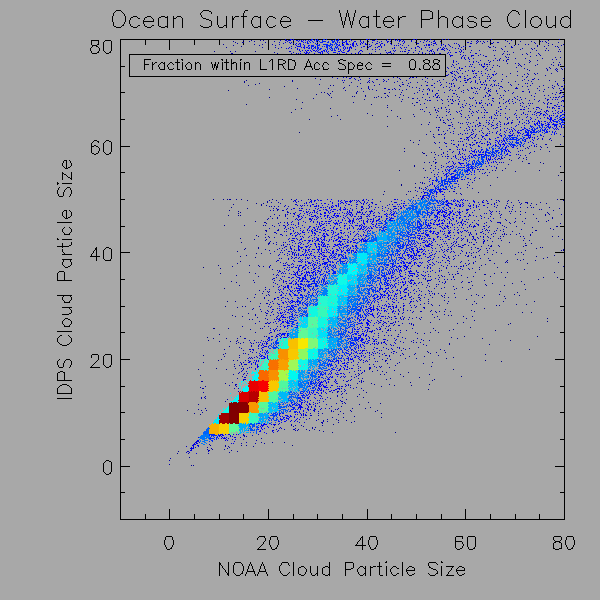 Ocean Surface − Water Phase Cloud
Fraction within L1RD Acc Spec = 0.88
80
60
40
20
0
IDPS Cloud Particle Size
0 20 40 60 80
NOAA Cloud Particle Size